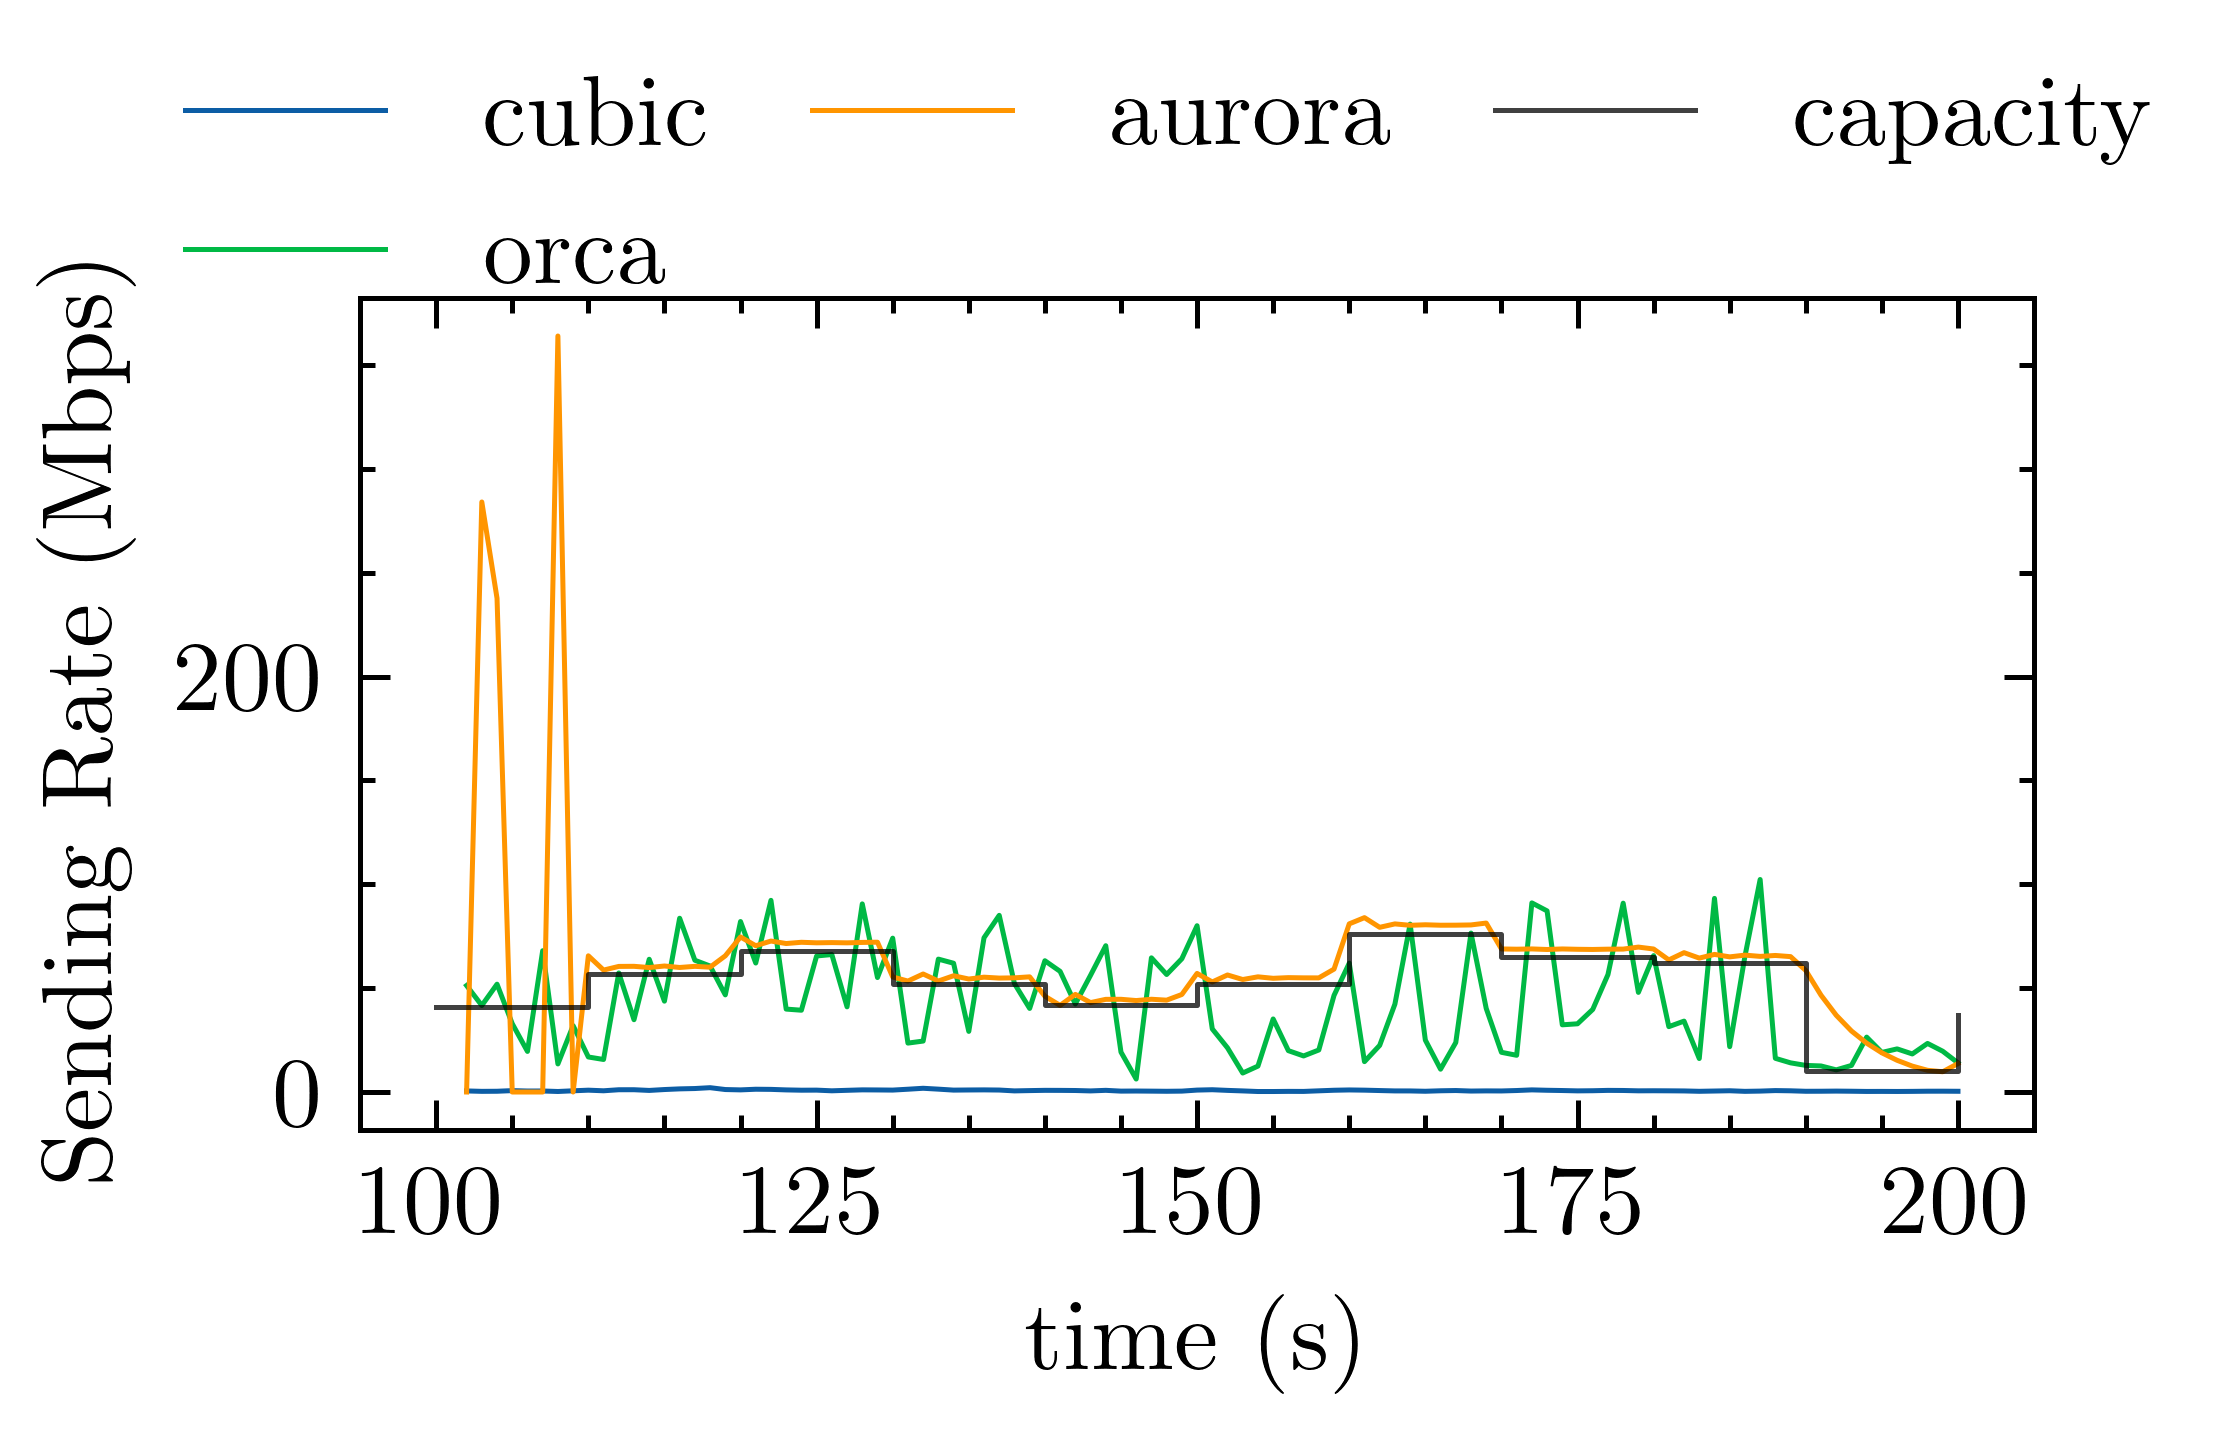 cubic aurora capacity
orca
Sending Rate (Mbps)
200
0
100 125 150 175 200
time (s)